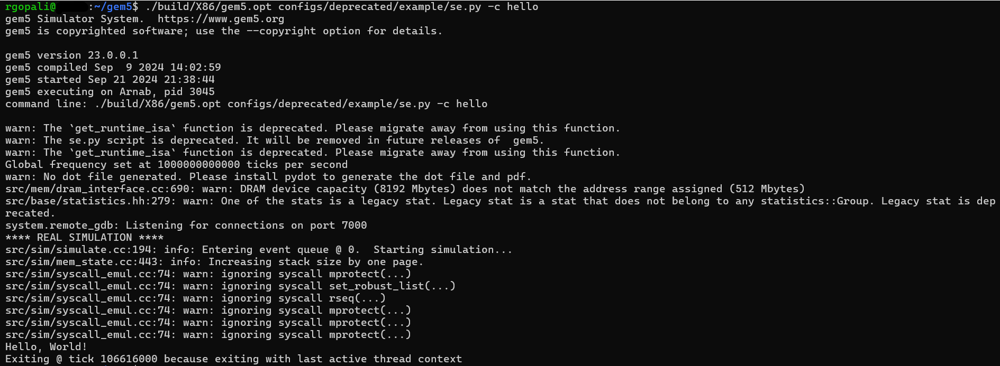 rgopali@ :~/gem5$ ./build/X86/gem5.opt configs/deprecated/example/se.py -c hello
gem5 Simulator System.  https://www.gem5.org
gem5 is copyrighted software; use the --copyright option for details.

gem5 version 23.0.0.1
gem5 compiled Sep  9 2024 14:02:59
gem5 started Sep 21 2024 21:38:44
gem5 executing on Arnab, pid 3045
command line: ./build/X86/gem5.opt configs/deprecated/example/se.py -c hello

warn: The `get_runtime_isa` function is deprecated. Please migrate away from using this function.
warn: The se.py script is deprecated. It will be removed in future releases of  gem5.
warn: The `get_runtime_isa` function is deprecated. Please migrate away from using this function.
Global frequency set at 1000000000000 ticks per second
warn: No dot file generated. Please install pydot to generate the dot file and pdf.
src/mem/dram_interface.cc:690: warn: DRAM device capacity (8192 Mbytes) does not match the address range assigned (512 Mbytes)
src/base/statistics.hh:279: warn: One of the stats is a legacy stat. Legacy stat is a stat that does not belong to any statistics::Group. Legacy stat is dep
recated.
system.remote_gdb: Listening for connections on port 7000
**** REAL SIMULATION ****
src/sim/simulate.cc:194: info: Entering event queue @ 0.  Starting simulation...
src/sim/mem_state.cc:443: info: Increasing stack size by one page.
src/sim/syscall_emul.cc:74: warn: ignoring syscall mprotect(...)
src/sim/syscall_emul.cc:74: warn: ignoring syscall set_robust_list(...)
src/sim/syscall_emul.cc:74: warn: ignoring syscall rseq(...)
src/sim/syscall_emul.cc:74: warn: ignoring syscall mprotect(...)
src/sim/syscall_emul.cc:74: warn: ignoring syscall mprotect(...)
src/sim/syscall_emul.cc:74: warn: ignoring syscall mprotect(...)
Hello, World!
Exiting @ tick 106616000 because exiting with last active thread context